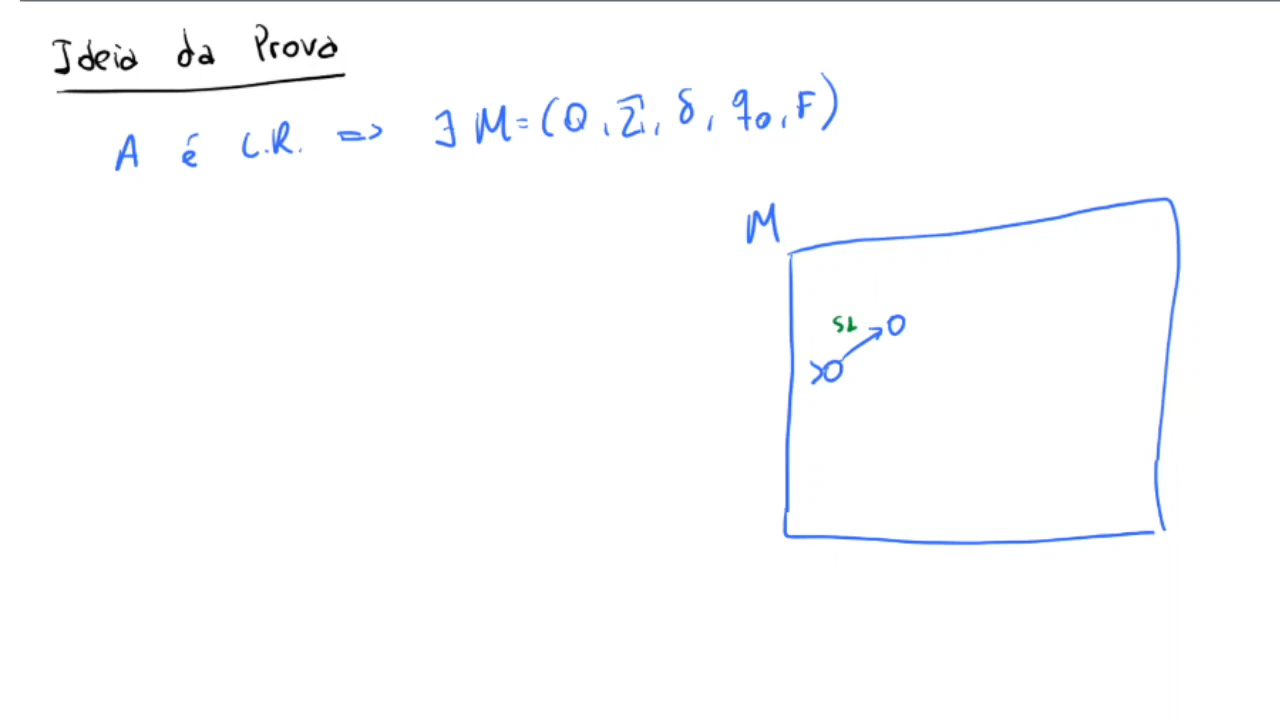 Ideia da Prova
A é L.R. => ∃ M=(Q, Σ, δ, q₀, F)
M
S1